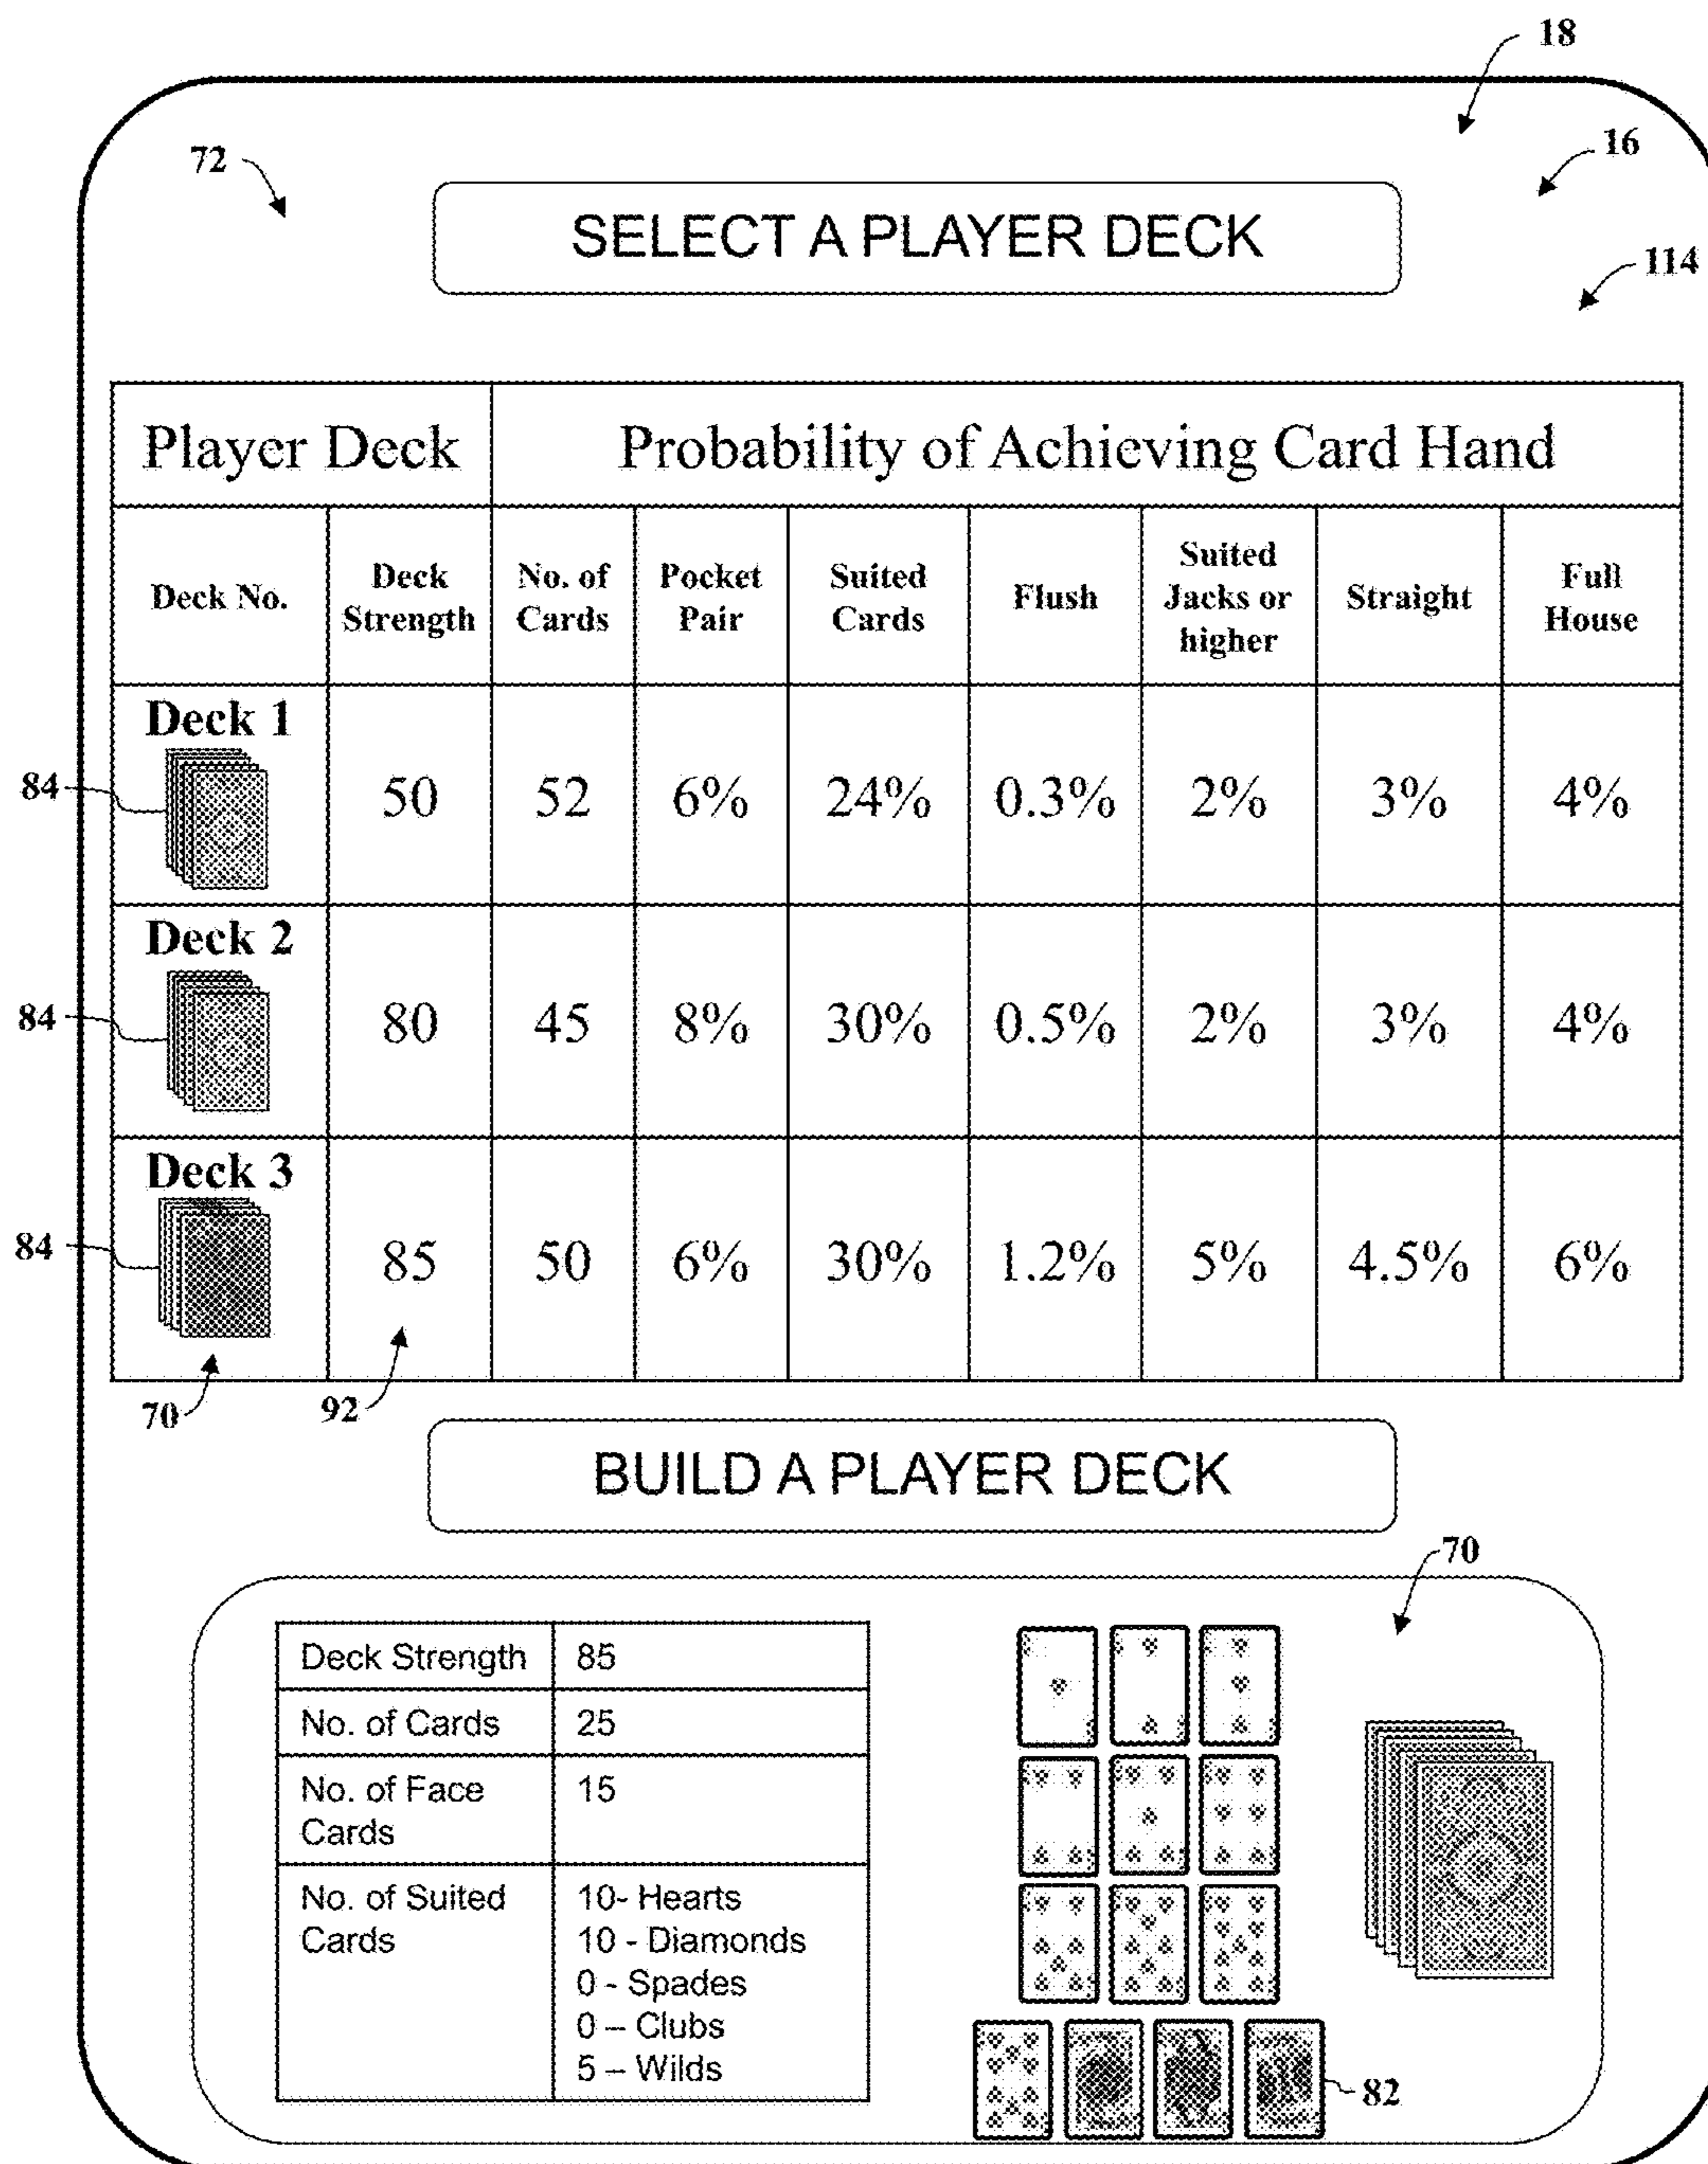 18
16
72
SELECT A PLAYER DECK
114
Player Deck
Probability of Achieving Card Hand
Deck No.
Deck
Strength
No. of
Cards
Pocket
Pair
Suited
Cards
Flush
Suited
Jacks or
higher
Straight
Full
House
Deck 1
84
50
52
6%
24%
0.3%
2%
3%
4%
Deck 2
84
80
45
8%
30%
0.5%
2%
3%
4%
Deck 3
84
85
50
6%
30%
1.2%
5%
4.5%
6%
70
92
BUILD A PLAYER DECK
70
Deck Strength
85
No. of Cards
25
No. of Face
Cards
15
No. of Suited
Cards
10- Hearts
10 - Diamonds
0 - Spades
0 – Clubs
5 – Wilds
82